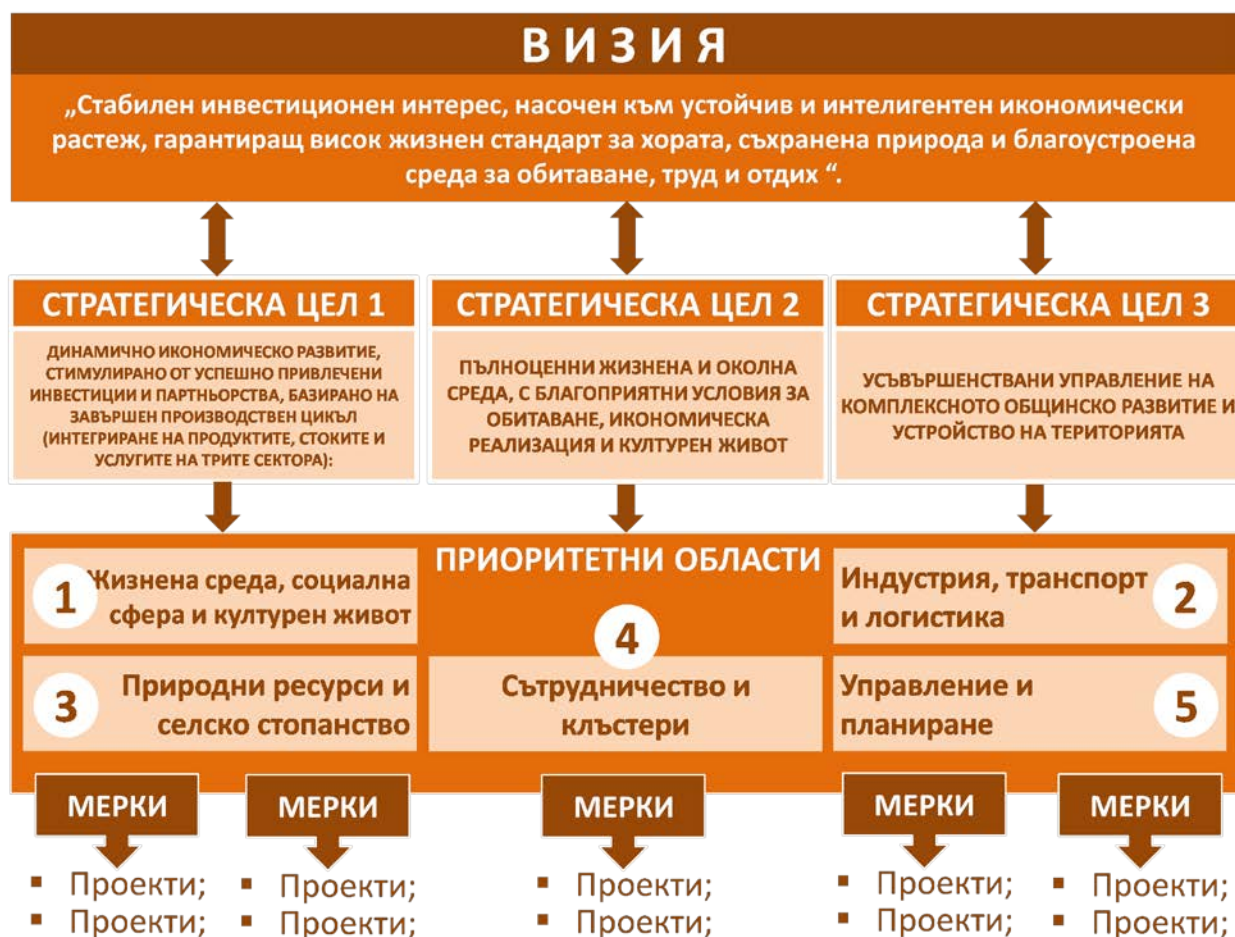 ВИЗИЯ
„Стабилен инвестиционен интерес, насочен към устойчив и интелигентен икономически
растеж, гарантиращ висок жизнен стандарт за хората, съхранена природа и благоустроена
среда за обитаване, труд и отдих “.
СТРАТЕГИЧЕСКА ЦЕЛ 1
ДИНАМИЧНО ИКОНОМИЧЕСКО РАЗВИТИЕ,
СТИМУЛИРАНО ОТ УСПЕШНО ПРИВЛЕЧЕНИ
ИНВЕСТИЦИИ И ПАРТНЬОРСТВА, БАЗИРАНО НА
ЗАВЪРШЕН ПРОИЗВОДСТВЕН ЦИКЪЛ
(ИНТЕГРИРАНЕ НА ПРОДУКТИТЕ, СТОКИТЕ И
УСЛУГИТЕ НА ТРИТЕ СЕКТОРА):
СТРАТЕГИЧЕСКА ЦЕЛ 2
ПЪЛНОЦЕННИ ЖИЗНЕНА И ОКОЛНА
СРЕДА, С БЛАГОПРИЯТНИ УСЛОВИЯ ЗА
ОБИТАВАНЕ, ИКОНОМИЧЕСКА
РЕАЛИЗАЦИЯ И КУЛТУРЕН ЖИВОТ
СТРАТЕГИЧЕСКА ЦЕЛ 3
УСЪВЪРШЕНСТВАНИ УПРАВЛЕНИЕ НА
КОМПЛЕКСНОТО ОБЩИНСКО РАЗВИТИЕ И
УСТРОЙСТВО НА ТЕРИТОРИЯТА
ПРИОРИТЕТНИ ОБЛАСТИ
1
Жизнена среда, социална
сфера и културен живот
Индустрия, транспорт
и логистика
2
3
Природни ресурси и
селско стопанство
4
Сътрудничество и
клъстери
Управление и
планиране
5
МЕРКИ
▪ Проекти;
▪ Проекти;
МЕРКИ
▪ Проекти;
▪ Проекти;
МЕРКИ
▪ Проекти;
▪ Проекти;
МЕРКИ
▪ Проекти;
▪ Проекти;
МЕРКИ
▪ Проекти;
▪ Проекти;